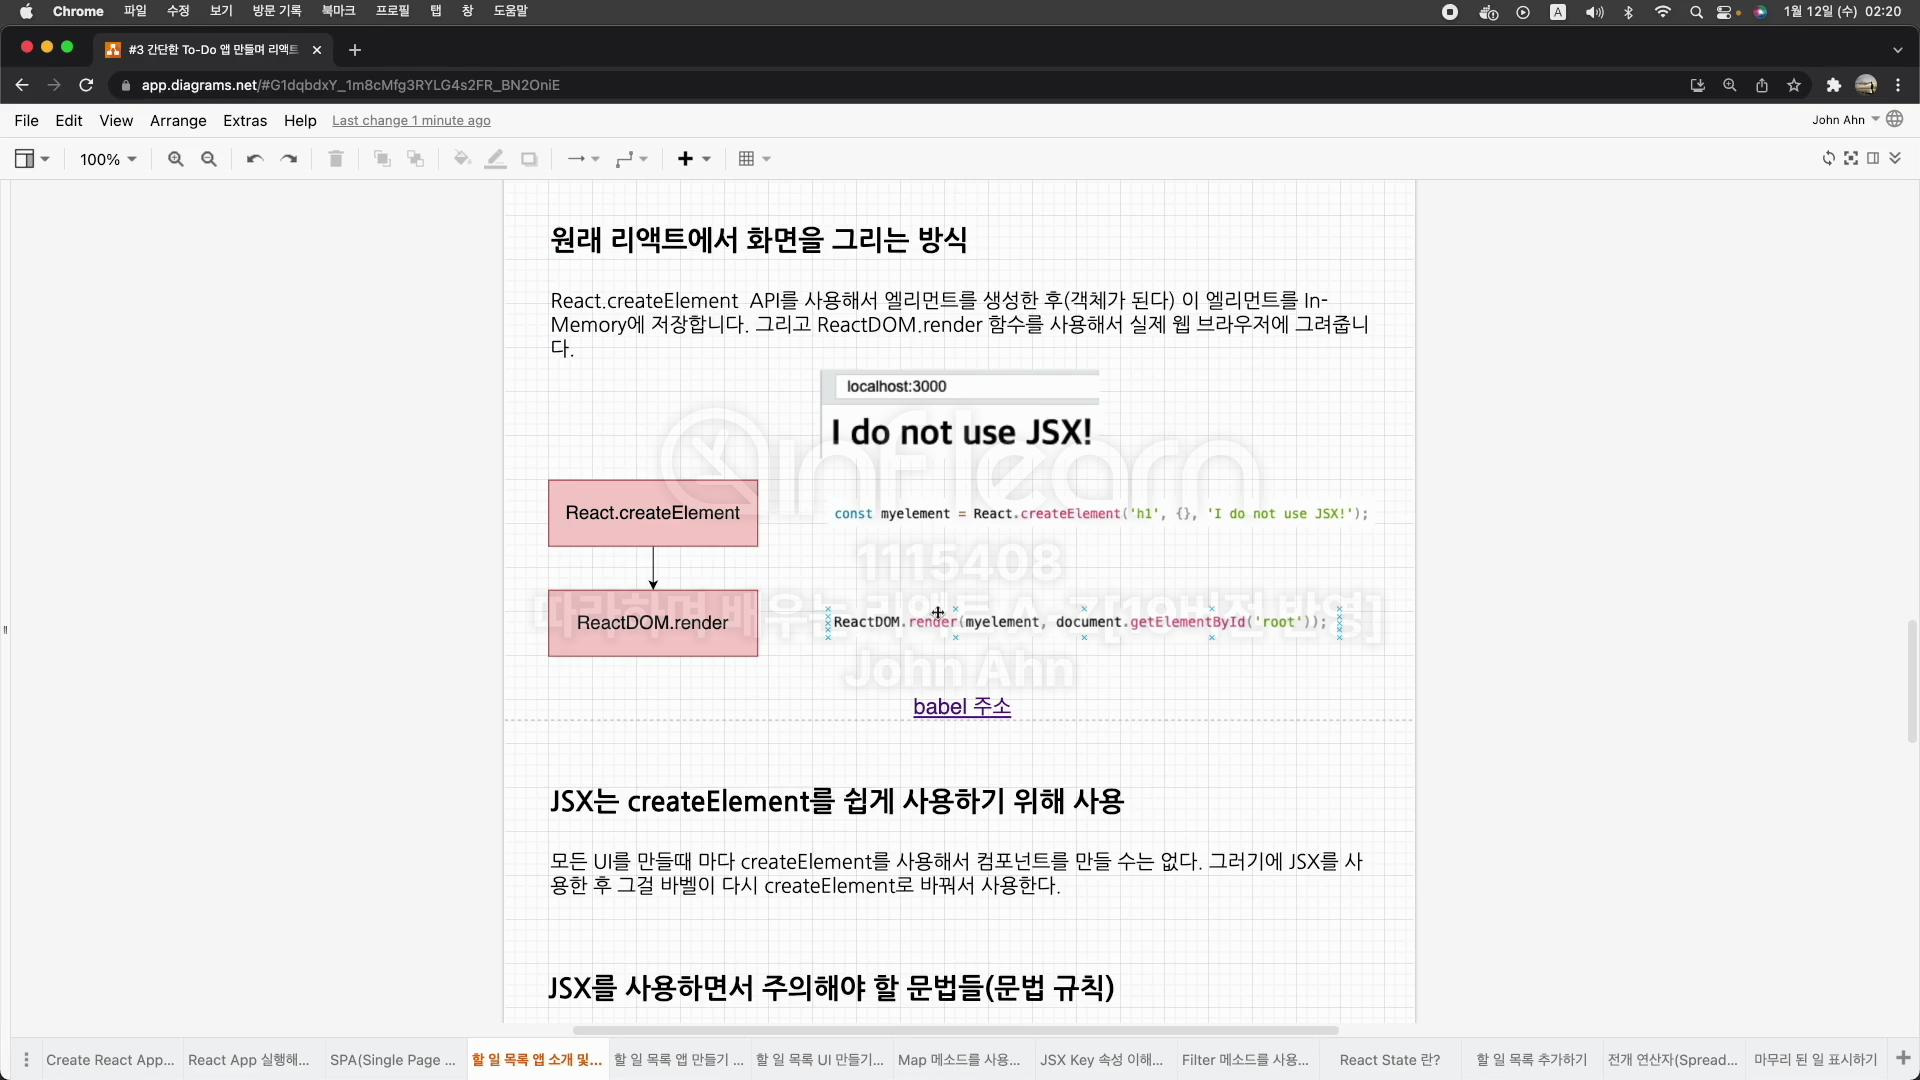 Chrome 파일 수정 보기 방문 기록 북마크 프로필 탭 창 도움말 A 1월 12일 (수) 02:20
#3 간단한 To-Do 앱 만들며 리액트
app.diagrams.net/#G1dqbdxY_1m8cMfg3RYLG4s2FR_BN2OniE
File Edit View Arrange Extras Help Last change 1 minute ago John Ahn
100%
원래 리액트에서 화면을 그리는 방식
React.createElement API를 사용해서 엘리먼트를 생성한 후(객체가 된다) 이 엘리먼트를 In-
Memory에 저장합니다. 그리고 ReactDOM.render 함수를 사용해서 실제 웹 브라우저에 그려줍니
다.
localhost:3000
I do not use JSX!
inflearn
React.createElement
const myelement = React.createElement('h1', {}, 'I do not use JSX!');
1115408
따라하며 배우는 리액트 A-Z[19버전 반영]
ReactDOM.render
ReactDOM.render(myelement, document.getElementById('root'));
John Ahn
babel 주소
JSX는 createElement를 쉽게 사용하기 위해 사용
모든 UI를 만들때 마다 createElement를 사용해서 컴포넌트를 만들 수는 없다. 그러기에 JSX를 사
용한 후 그걸 바벨이 다시 createElement로 바꿔서 사용한다.
JSX를 사용하면서 주의해야 할 문법들(문법 규칙)
Create React App... React App 실행해... SPA(Single Page ... 할 일 목록 앱 소개 및... 할 일 목록 앱 만들기 ... 할 일 목록 UI 만들기... Map 메소드를 사용... JSX Key 속성 이해... Filter 메소드를 사용... React State 란? 할 일 목록 추가하기 전개 연산자(Spread... 마무리 된 일 표시하기